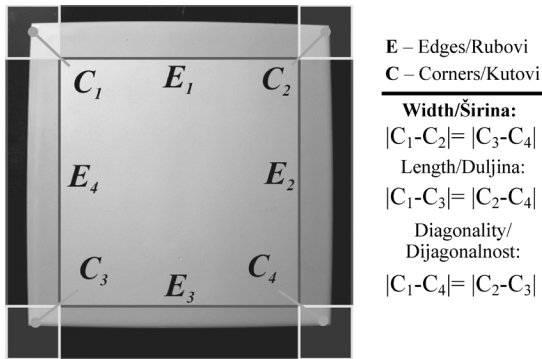 C1 E1 C2
E4 E2
C3 E3 C4
E – Edges/Rubovi
C – Corners/Kutovi
Width/Širina:
|C1-C2|= |C3-C4|
Length/Duljina:
|C1-C3|= |C2-C4|
Diagonality/
Dijagonalnost:
|C1-C4|= |C2-C3|